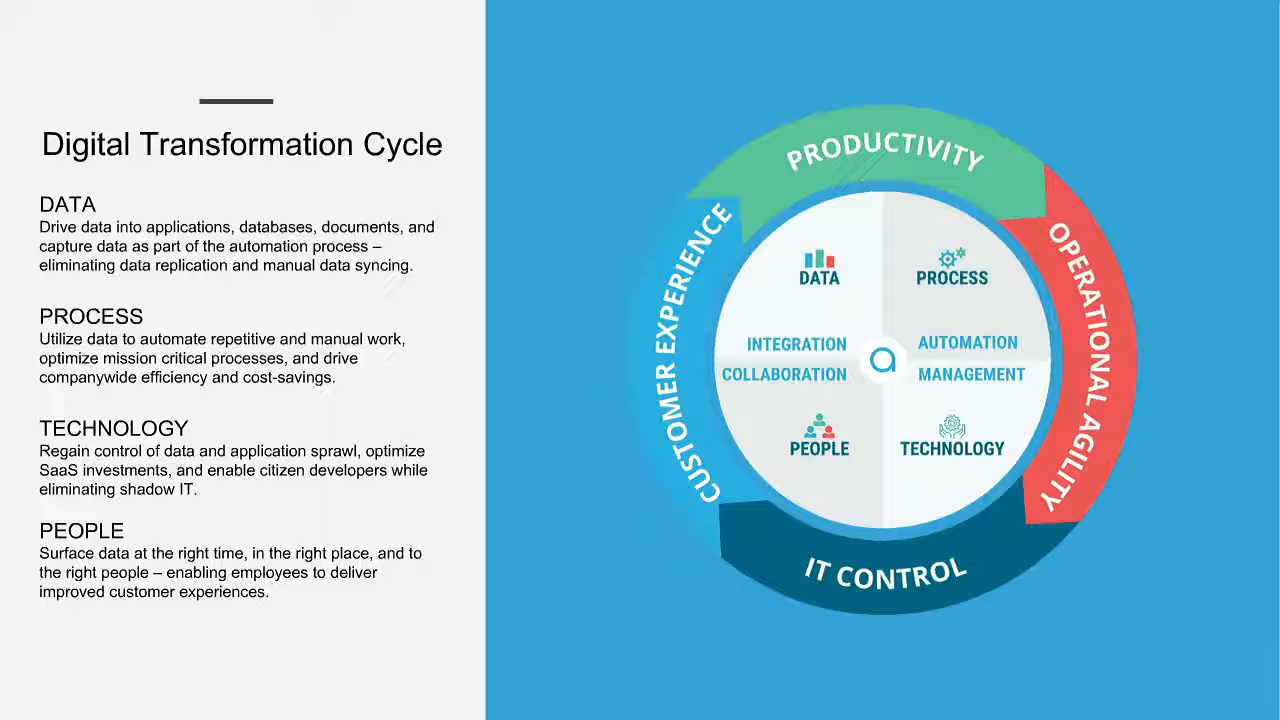 Digital Transformation Cycle
DATA
Drive data into applications, databases, documents, and
capture data as part of the automation process –
eliminating data replication and manual data syncing.
PROCESS
Utilize data to automate repetitive and manual work,
optimize mission critical processes, and drive
companywide efficiency and cost-savings.
TECHNOLOGY
Regain control of data and application sprawl, optimize
SaaS investments, and enable citizen developers while
eliminating shadow IT.
PEOPLE
Surface data at the right time, in the right place, and to
the right people – enabling employees to deliver
improved customer experiences.
PRODUCTIVITY
OPERATIONAL AGILITY
IT CONTROL
CUSTOMER EXPERIENCE
DATA
PROCESS
INTEGRATION
AUTOMATION
COLLABORATION
MANAGEMENT
PEOPLE
TECHNOLOGY